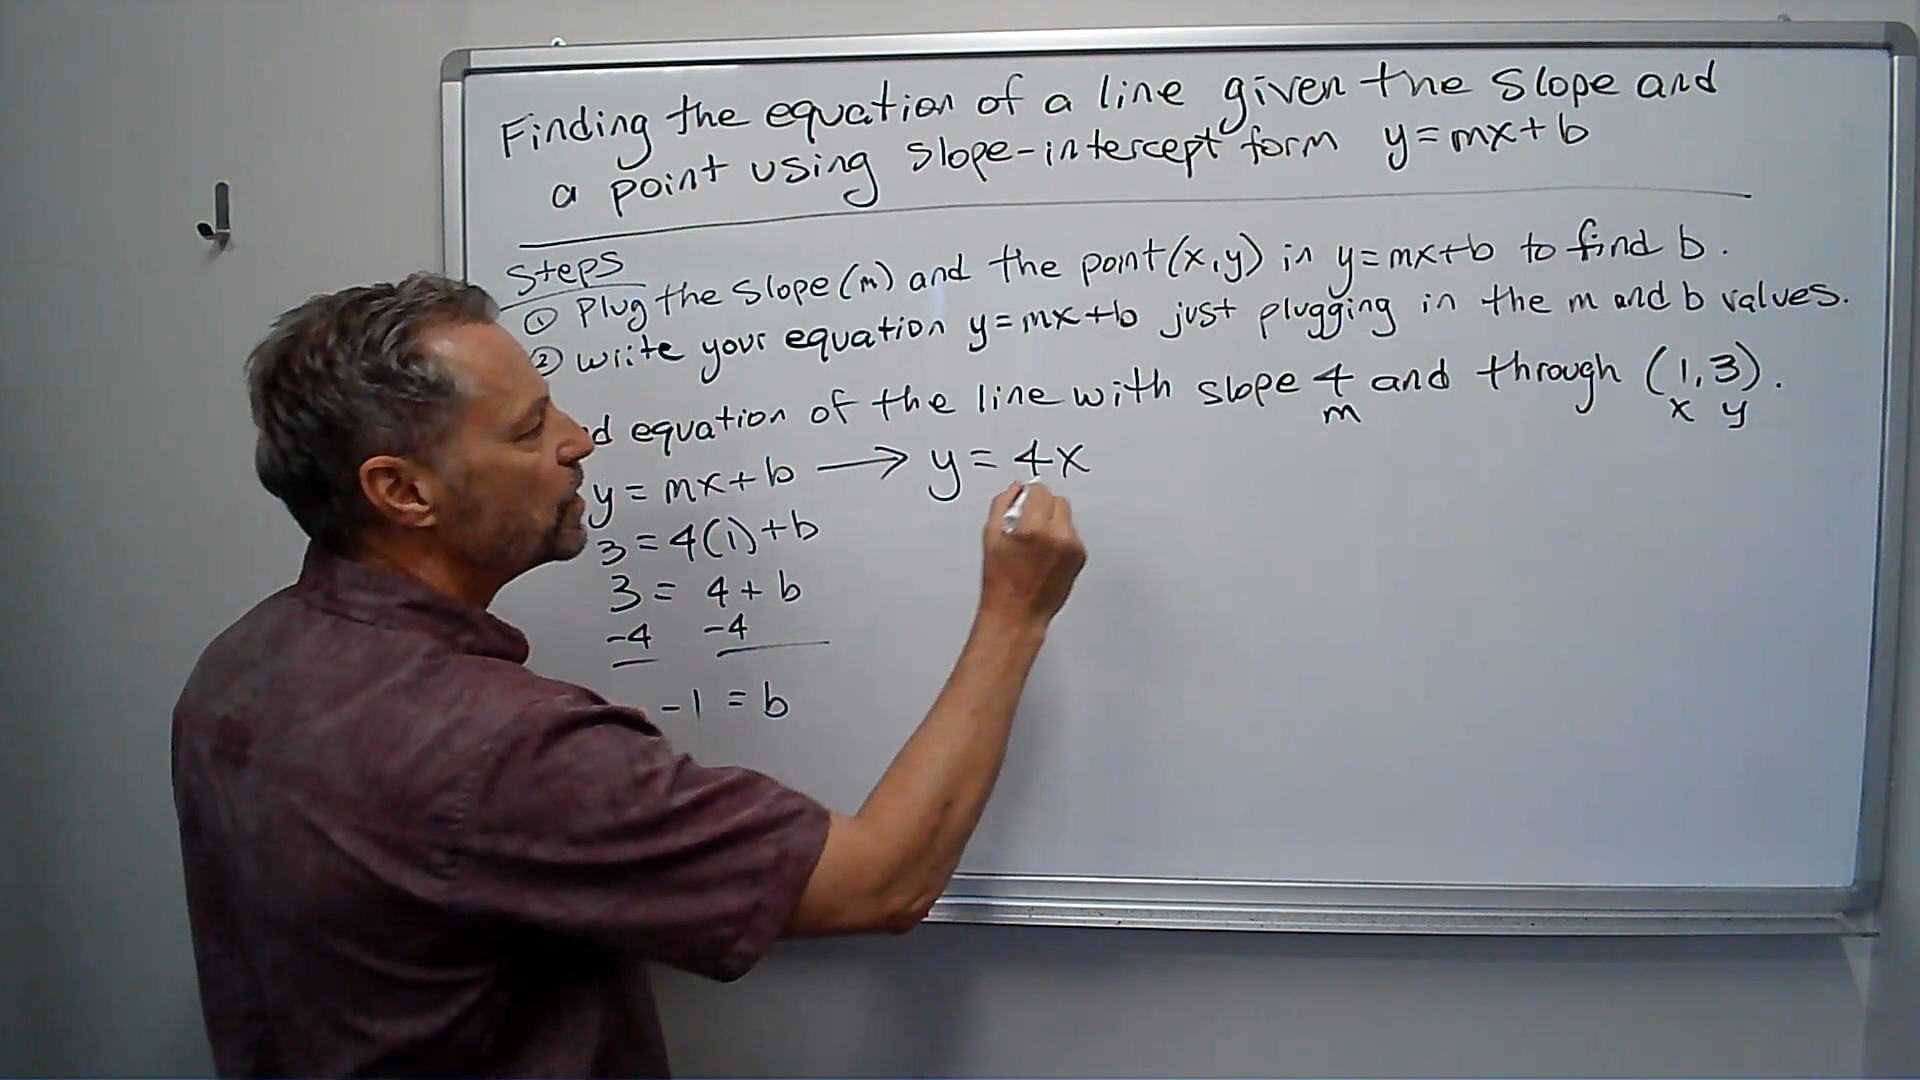 Finding the equation of a line given the slope and
a point using slope-intercept form y=mx+b
Steps
① Plug the slope (m) and the point (x,y) in y=mx+b to find b.
② Write your equation y=mx+b just plugging in the m and b values.
equation of the line with slope 4 and through (1,3).
m x y
y=mx+b → y=4x
3=4(1)+b
3=4+b
-4 -4
-1=b